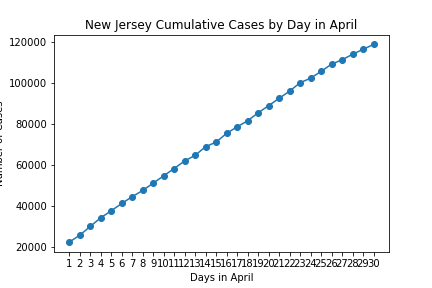 New Jersey Cumulative Cases by Day in April
120000
100000
80000
60000
40000
20000
1 2 3 4 5 6 7 8 9 10 11 12 13 14 15 16 17 18 19 20 21 22 23 24 25 26 27 28 29 30
Days in April
Number of Cases